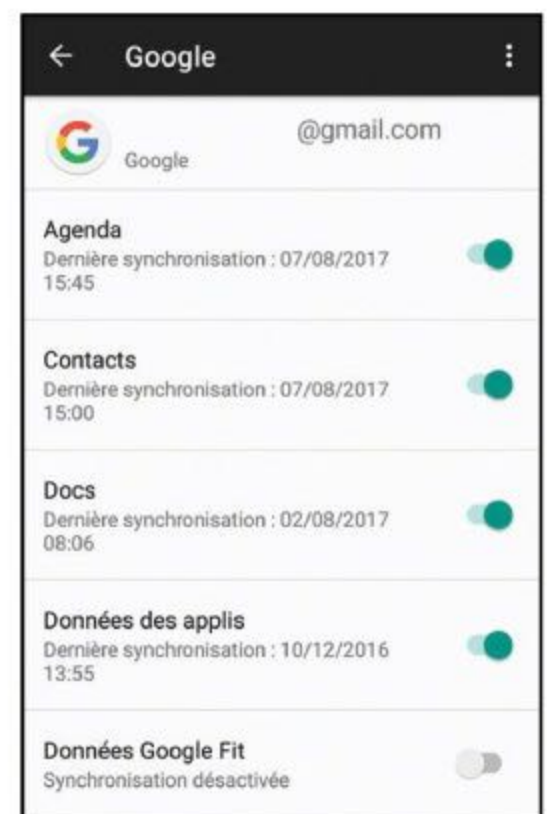 Google
@gmail.com
Google
Agenda
Dernière synchronisation : 07/08/2017
15:45
Contacts
Dernière synchronisation : 07/08/2017
15:00
Docs
Dernière synchronisation : 02/08/2017
08:06
Données des applis
Dernière synchronisation : 10/12/2016
13:55
Données Google Fit
Synchronisation désactivée